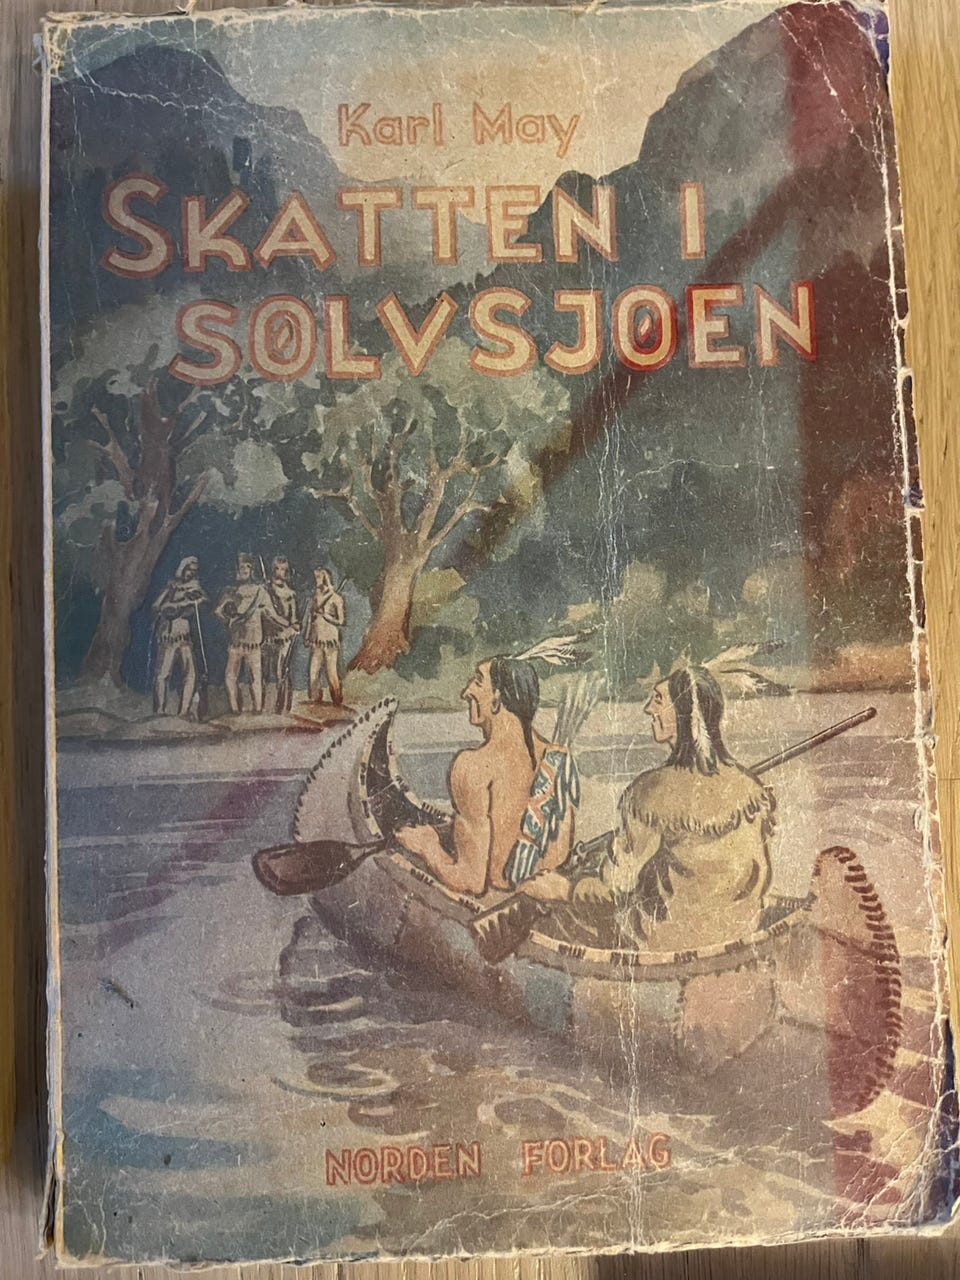 Karl May
SKATTEN I
SØLVSJØEN
NORDEN FORLAG